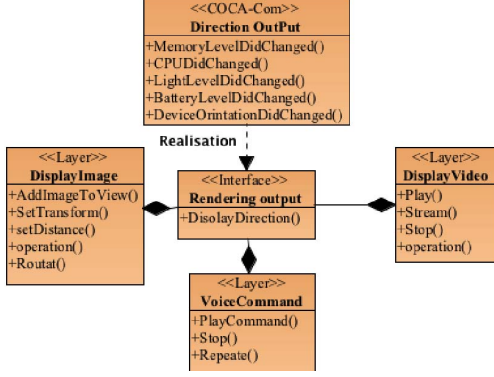 <<COCA-Com>>
Direction OutPut
+MemoryLevelDidChanged()
+CPUDidChanged()
+LightLevelDidChanged()
+BatteryLevelDidChanged()
+DeviceOrintationDidChanged()
Realisation
<<Layer>>
DisplayImage
+AddImageToView()
+SetTransform()
+setDistance()
+operation()
+Routat()
<<Interface>>
Rendering output
+DisolayDirection()
<<Layer>>
DisplayVideo
+Play()
+Stream()
+Stop()
+operation()
<<Layer>>
VoiceCommand
+PlayCommand()
+Stop()
+Repeate()